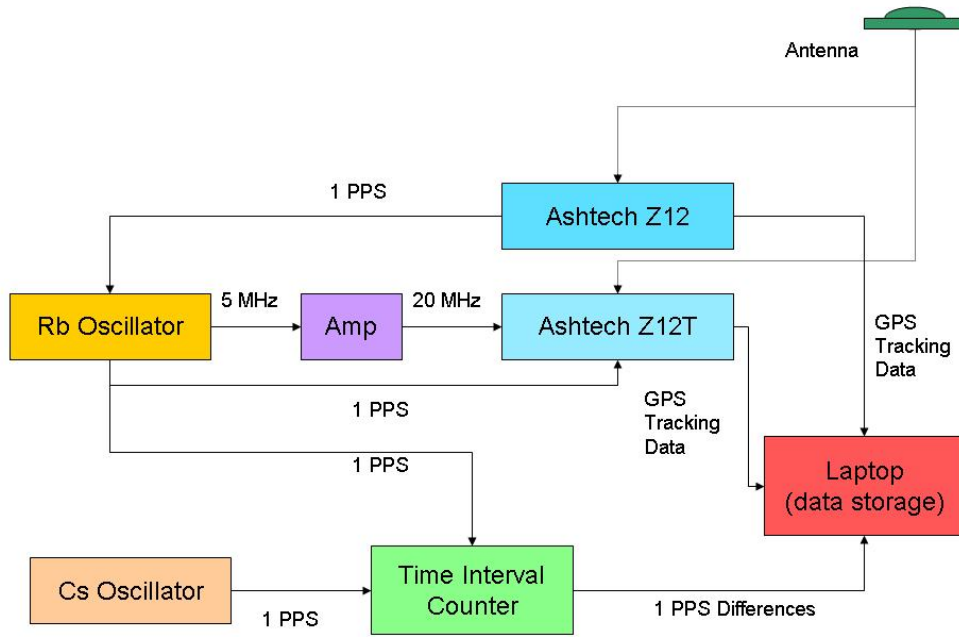 Antenna
1 PPS
Ashtech Z12
5 MHz
20 MHz
Rb Oscillator
Amp
Ashtech Z12T
GPS
Tracking
Data
1 PPS
GPS
Tracking
Data
1 PPS
Laptop
(data storage)
Cs Oscillator
Time Interval
Counter
1 PPS
1 PPS Differences